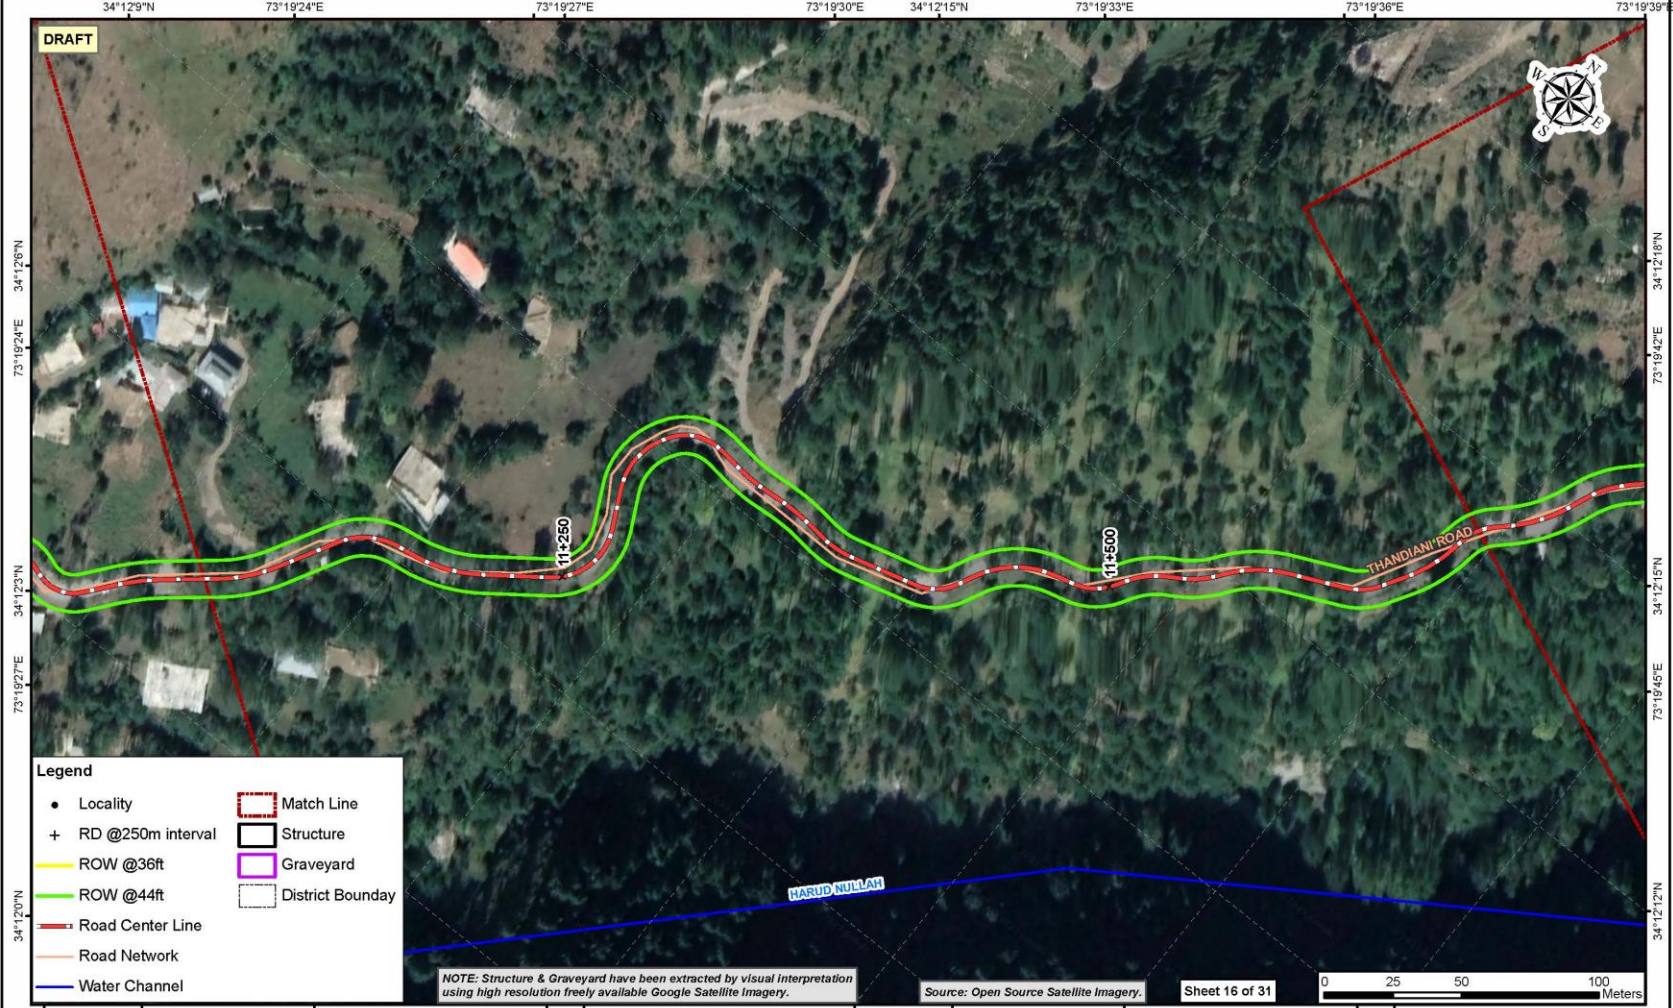 34°12'9"N
73°19'24"E
73°19'27"E
73°19'30"E
34°12'15"N
73°19'33"E
73°19'36"E
73°19'39"E
DRAFT
N
W
E
S
34°12'6"N
34°12'18"N
73°19'24"E
73°19'42"E
11+250
11+500
THANDIANI ROAD
34°12'3"N
34°12'15"N
73°19'27"E
73°19'45"E
34°12'0"N
34°12'12"N
HARUD NULLAH
Legend
Locality
RD @250m interval
ROW @36ft
ROW @44ft
Road Center Line
Road Network
Water Channel
Match Line
Structure
Graveyard
District Bounday
NOTE: Structure & Graveyard have been extracted by visual interpretation
using high resolution freely available Google Satellite Imagery.
Source: Open Source Satellite Imagery.
Sheet 16 of 31
0 25 50 100
Meters